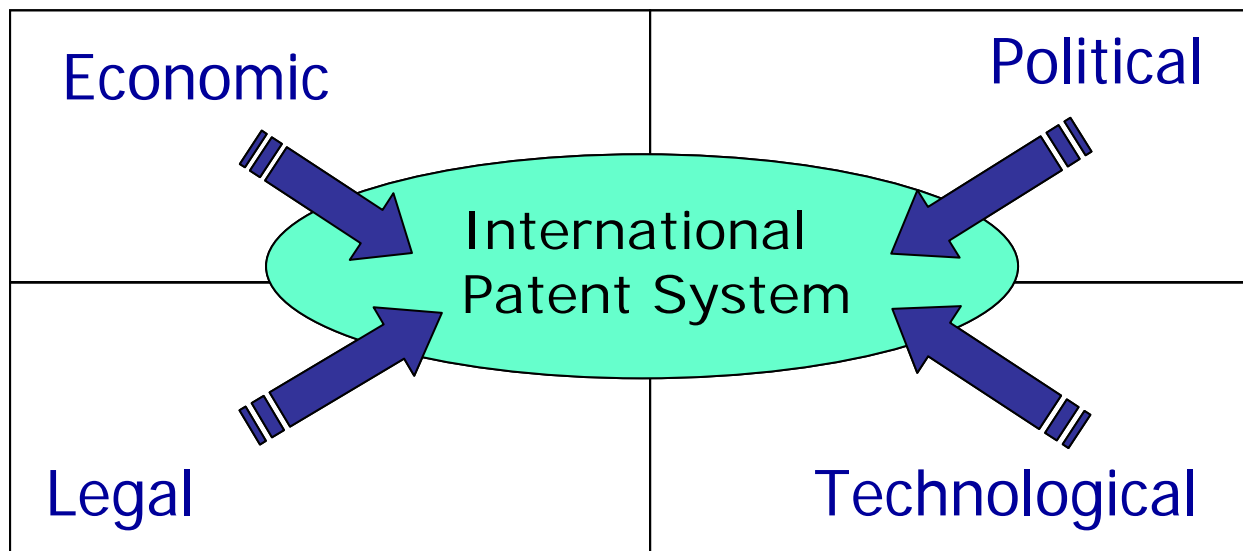 Economic
Political
International
Patent System
Legal
Technological